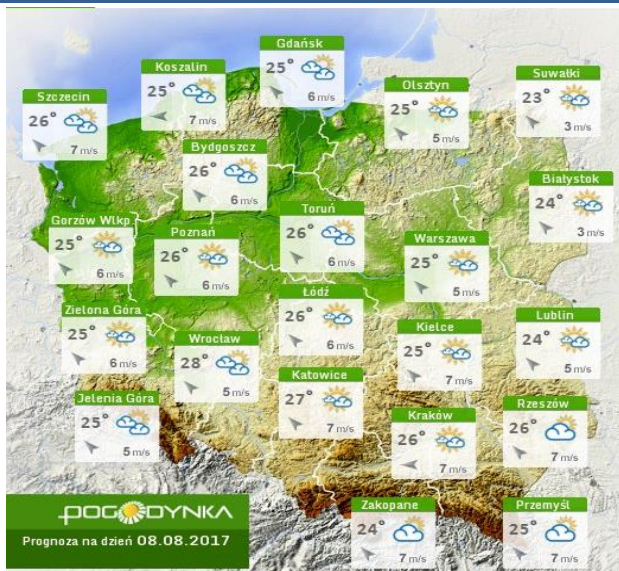 Gdańsk
25° 6 m/s
Koszalin
25° 7 m/s
Suwałki
23° 3 m/s
Olsztyn
25° 5 m/s
Szczecin
26° 7 m/s
Bydgoszcz
26° 6 m/s
Białystok
24° 3 m/s
Toruń
26° 6 m/s
Gorzów Wlkp
25° 6 m/s
Poznań
26° 6 m/s
Warszawa
25° 5 m/s
Łódź
26° 6 m/s
Zielona Góra
25° 6 m/s
Lublin
24° 5 m/s
Kielce
25° 7 m/s
Wrocław
28° 5 m/s
Katowice
27° 7 m/s
Jelenia Góra
25° 5 m/s
Rzeszów
26° 7 m/s
Kraków
26° 7 m/s
Zakopane
24° 7 m/s
Przemyśl
25° 7 m/s
POGODYNKA
Prognoza na dzień 08.08.2017